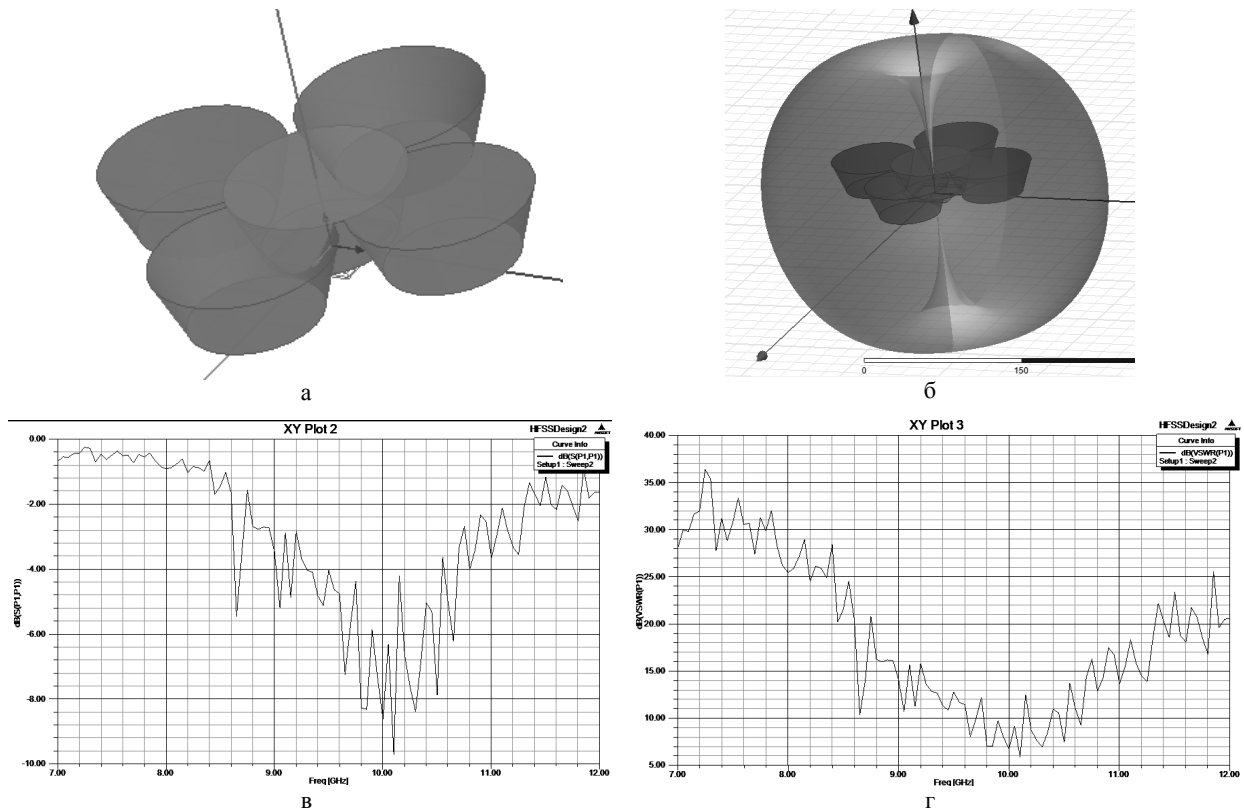 0
150
а
б
XY Plot 2
HFSSDesign2
ANSOFT
Curve Info
dB(S(P1,P1))
Setup1 : Sweep2
0.00
-2.00
-4.00
-6.00
-8.00
-10.00
dB(S(P1,P1))
7.00
8.00
9.00
10.00
11.00
12.00
Freq [GHz]
в
XY Plot 3
HFSSDesign2
ANSOFT
Curve Info
dB(VSWR(P1))
Setup1 : Sweep2
40.00
35.00
30.00
25.00
20.00
15.00
10.00
5.00
dB(VSWR(P1))
7.00
8.00
9.00
10.00
11.00
12.00
Freq [GHz]
г